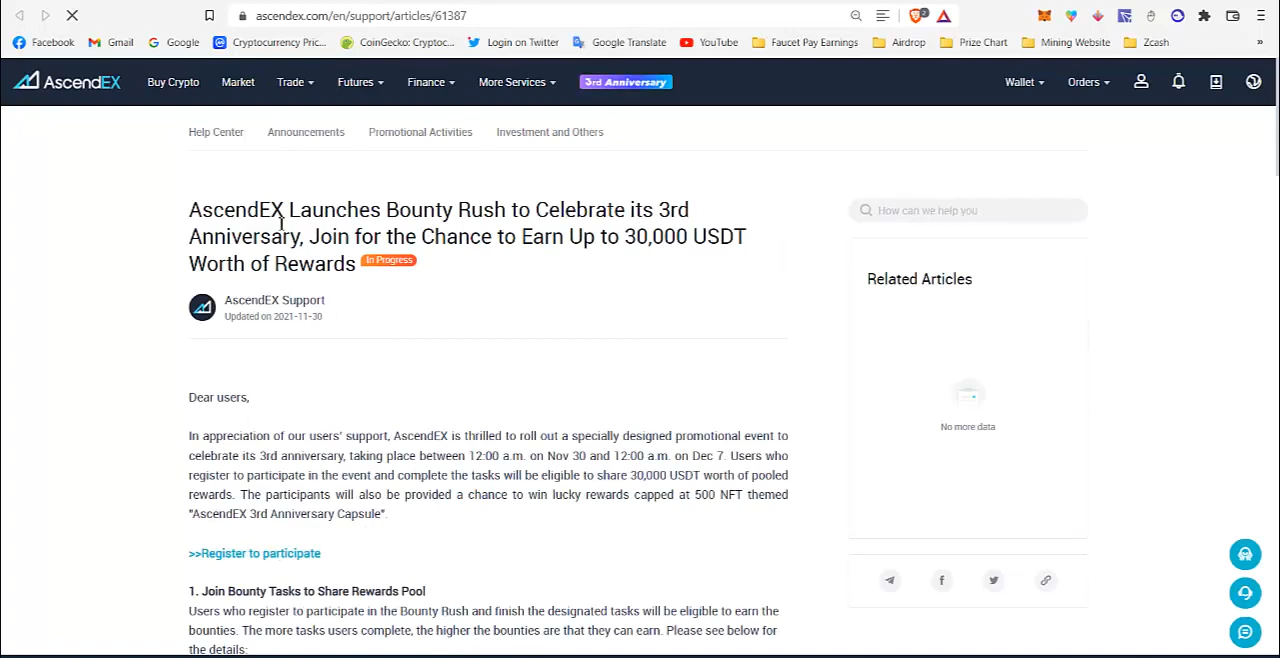 ascendex.com/en/support/articles/61387
2
Facebook Gmail Google Cryptocurrency Pric... CoinGecko: Cryptoc... Login on Twitter Google Translate YouTube Faucet Pay Earnings Airdrop Prize Chart Mining Website Zcash »
AscendEX Buy Crypto Market Trade Futures Finance More Services 3rd Anniversary Wallet Orders
Help Center Announcements Promotional Activities Investment and Others
AscendEX Launches Bounty Rush to Celebrate its 3rd
Anniversary, Join for the Chance to Earn Up to 30,000 USDT
Worth of Rewards In Progress
AscendEX Support
Updated on 2021-11-30
How can we help you
Related Articles
No more data
Dear users,
In appreciation of our users' support, AscendEX is thrilled to roll out a specially designed promotional event to
celebrate its 3rd anniversary, taking place between 12:00 a.m. on Nov 30 and 12:00 a.m. on Dec 7. Users who
register to participate in the event and complete the tasks will be eligible to share 30,000 USDT worth of pooled
rewards. The participants will also be provided a chance to win lucky rewards capped at 500 NFT themed
"AscendEX 3rd Anniversary Capsule".
>>Register to participate
1. Join Bounty Tasks to Share Rewards Pool
Users who register to participate in the Bounty Rush and finish the designated tasks will be eligible to earn the
bounties. The more tasks users complete, the higher the bounties are that they can earn. Please see below for
the details: